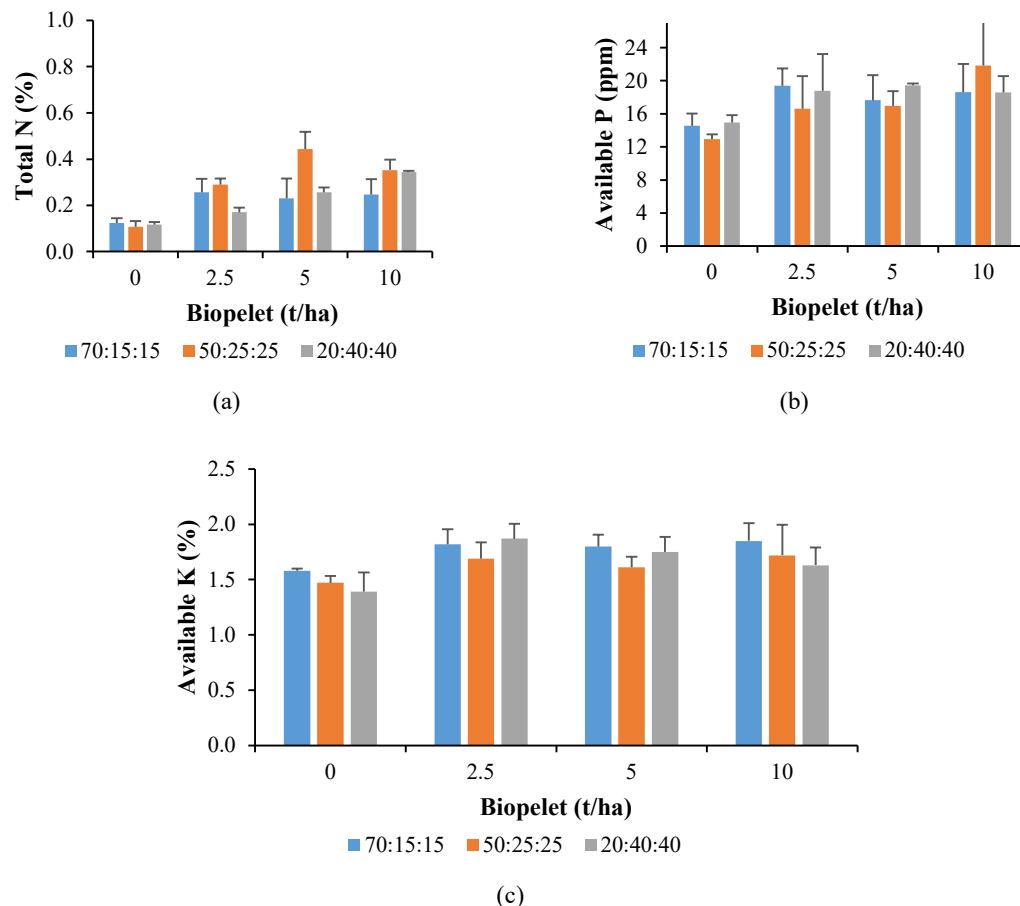 Total N (%)
1.0
0.8
0.6
0.4
0.2
0.0
0 2.5 5 10
Biopelet (t/ha)
70:15:15 50:25:25 20:40:40
(a)
Available P (ppm)
24
20
16
12
8
4
0
0 2.5 5 10
Biopelet (t/ha)
70:15:15 50:25:25 20:40:40
(b)
Available K (%)
2.5
2.0
1.5
1.0
0.5
0.0
0 2.5 5 10
Biopelet (t/ha)
70:15:15 50:25:25 20:40:40
(c)